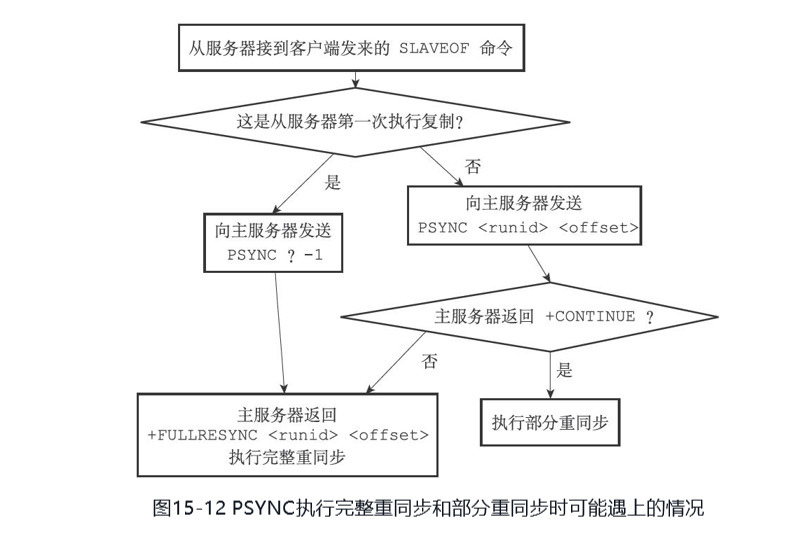 从服务器接到客户端发来的 SLAVEOF 命令
这是从服务器第一次执行复制？
是
否
向主服务器发送
PSYNC ? -1
向主服务器发送
PSYNC <runid> <offset>
主服务器返回 +CONTINUE ？
否
是
主服务器返回
+FULLRESYNC <runid> <offset>
执行完整重同步
执行部分重同步
图15-12 PSYNC执行完整重同步和部分重同步时可能遇上的情况